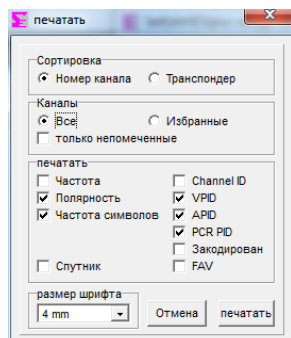 печатать
Сортировка
Номер канала Транспондер
Каналы
Все Избранные
только непомеченные
печатать
Частота Channel ID
Полярность VPID
Частота символов APID
PCR PID
Закодирован
Спутник FAV
размер шрифта
4 mm Отмена печатать